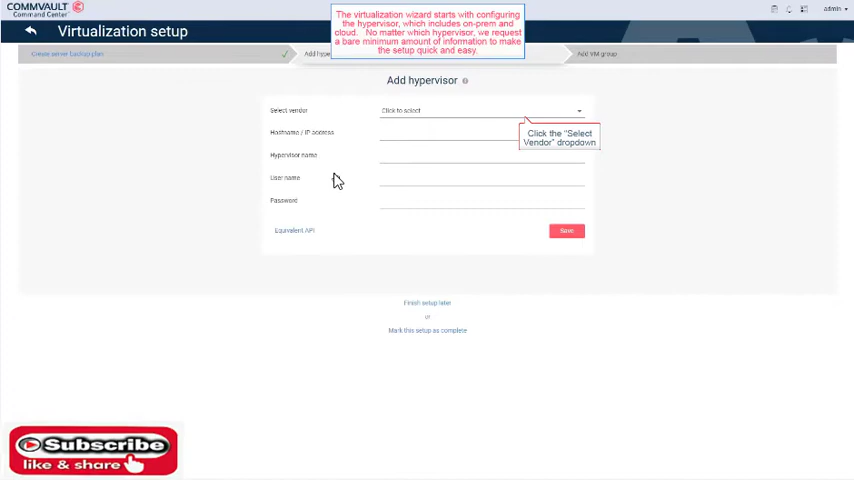 COMMVAULT
Command Center
admin
Virtualization setup
The virtualization wizard starts with configuring
the hypervisor, which includes on-prem and
cloud. No matter which hypervisor, we request
a bare minimum amount of information to make
the setup quick and easy.
Create server backup plan
Add hype
Add VM group
Add hypervisor
Select vendor
Click to select
Click the "Select
Vendor" dropdown
Hostname / IP address
Hypervisor name
User name
Password
Equivalent API
Save
Finish setup later
or
Mark this setup as complete
Subscribe
like & share